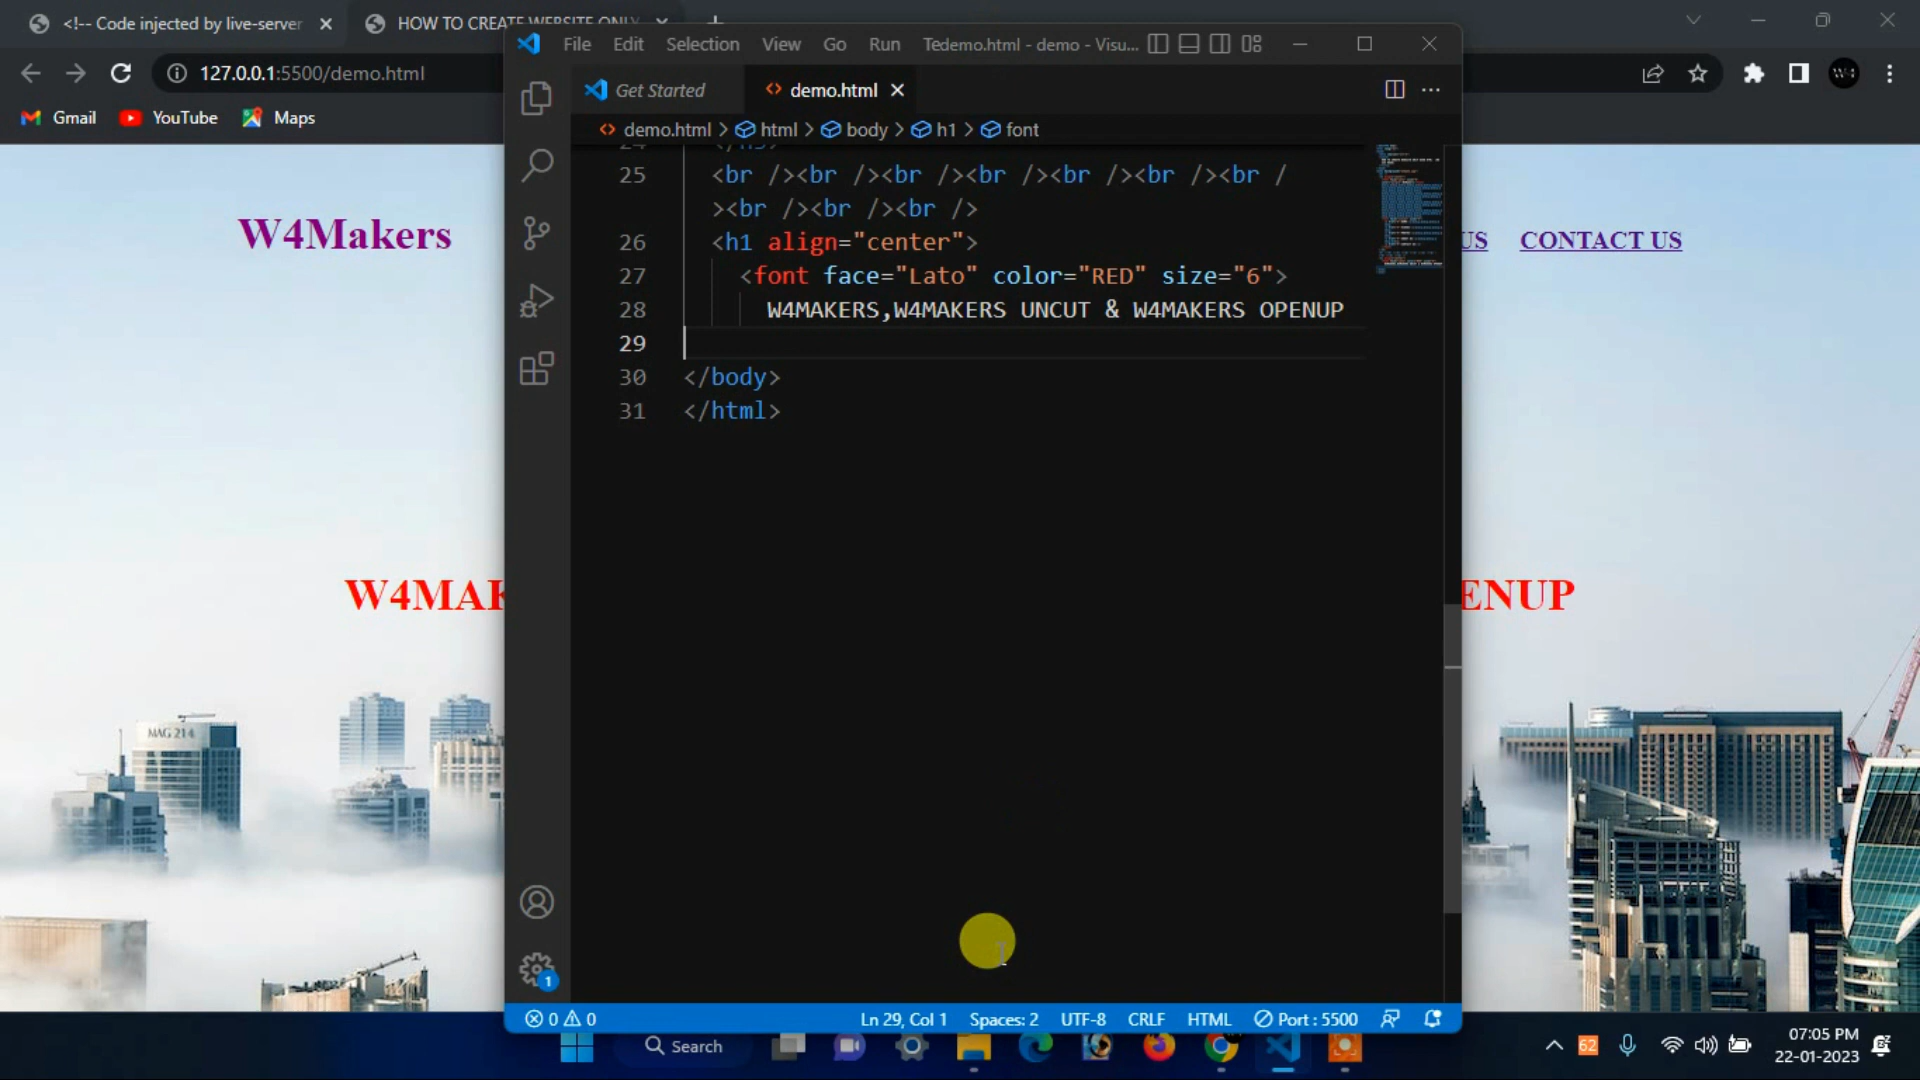 <!-- Code injected by live-server
HOW TO CREATE WEBSITE ONLY
127.0.0.1:5500/demo.html
Gmail YouTube Maps
W4Makers
US CONTACT US
W4MAK
ENUP
MAG 214
File Edit Selection View Go Run Tedemo.html - demo - Visu...
Get Started demo.html
demo.html > html > body > h1 > font
25 <br /><br /><br /><br /><br /><br /><br /
><br /><br /><br />
26 <h1 align="center">
27 <font face="Lato" color="RED" size="6">
28 W4MAKERS,W4MAKERS UNCUT & W4MAKERS OPENUP
29
30 </body>
31 </html>
1
0 0 Ln 29, Col 1 Spaces: 2 UTF-8 CRLF HTML Port : 5500
Search
62
07:05 PM
22-01-2023